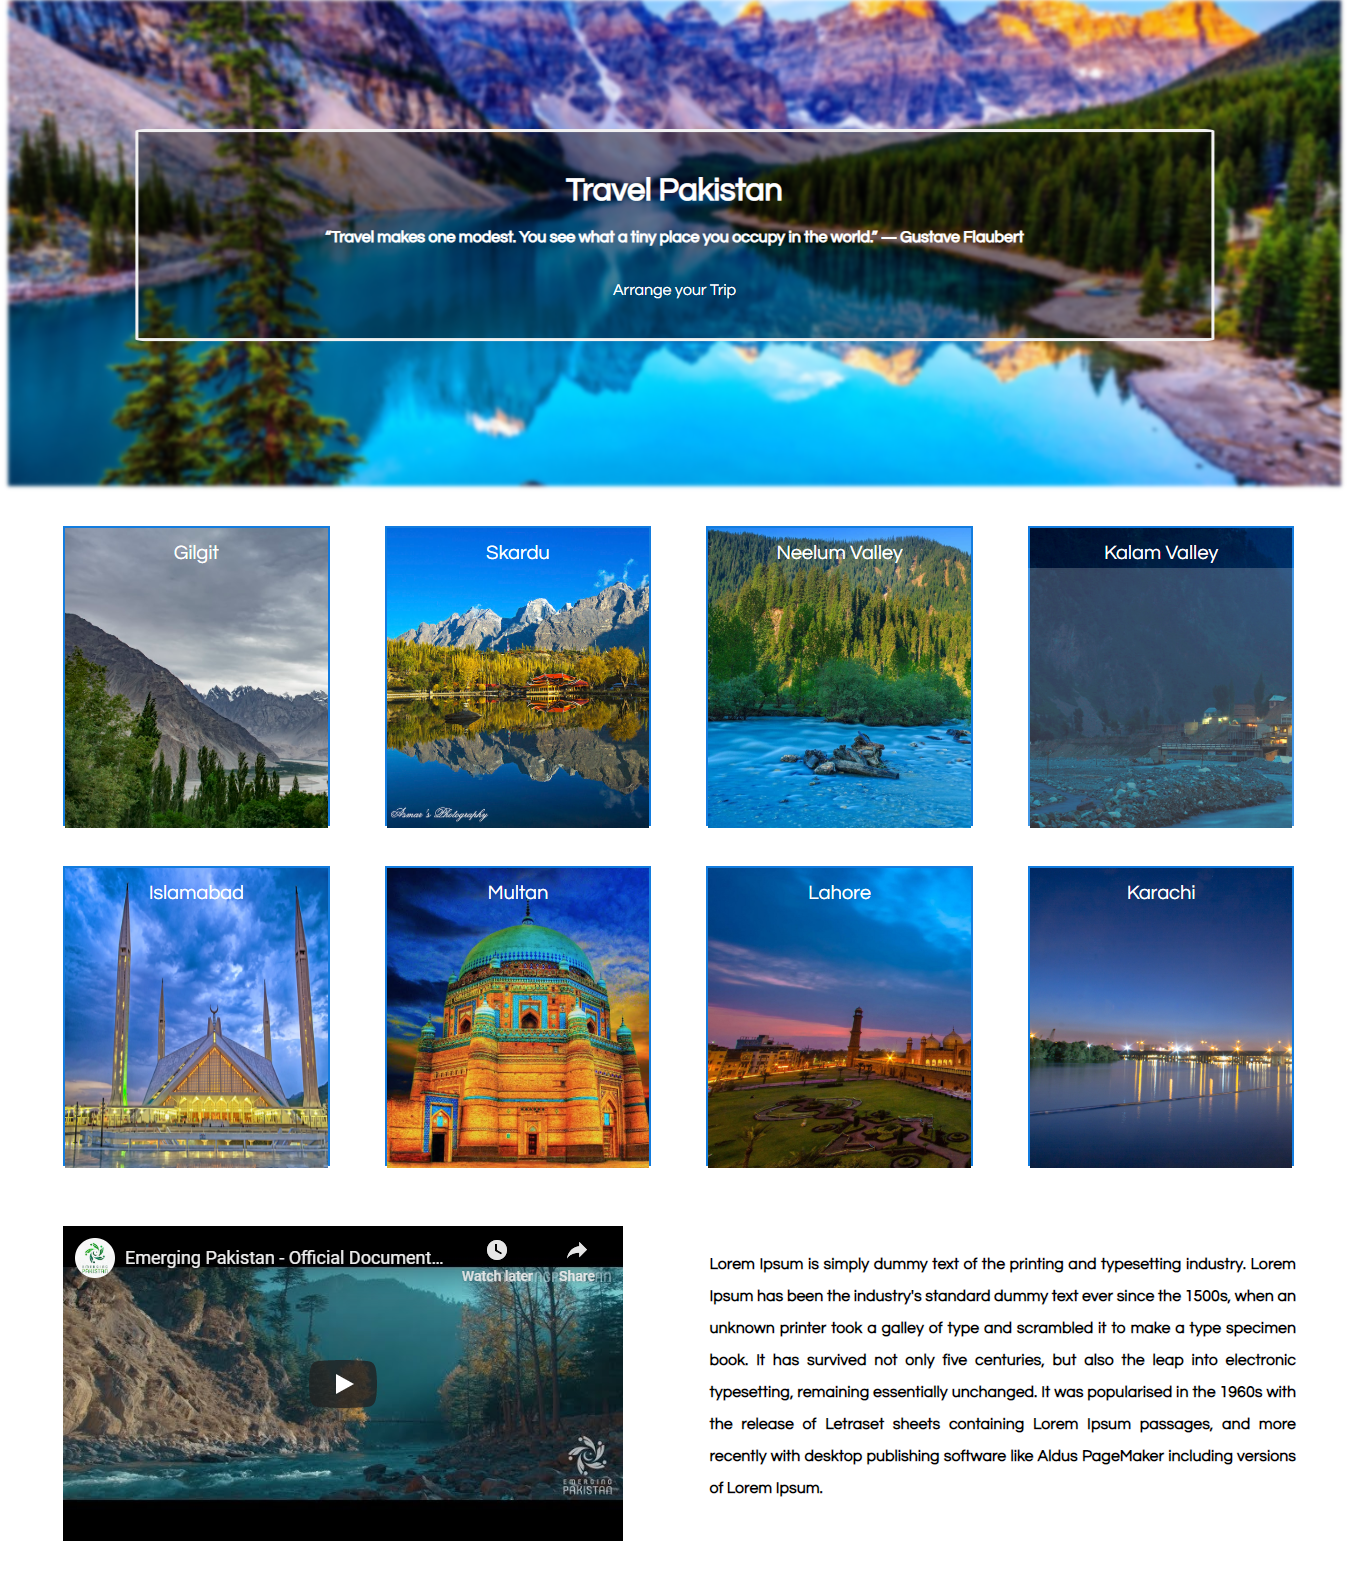 Travel Pakistan
“Travel makes one modest. You see what a tiny place you occupy in the world.” — Gustave Flaubert
Arrange your Trip
Gilgit
Skardu
Neelum Valley
Kalam Valley
Azmar's Photography
Islamabad
Multan
Lahore
Karachi
Emerging Pakistan - Official Document...
Watch later
Share
EMERGING
PAKISTAN
Lorem Ipsum is simply dummy text of the printing and typesetting industry. Lorem
Ipsum has been the industry's standard dummy text ever since the 1500s, when an
unknown printer took a galley of type and scrambled it to make a type specimen
book. It has survived not only five centuries, but also the leap into electronic
typesetting, remaining essentially unchanged. It was popularised in the 1960s with
the release of Letraset sheets containing Lorem Ipsum passages, and more
recently with desktop publishing software like Aldus PageMaker including versions
of Lorem Ipsum.